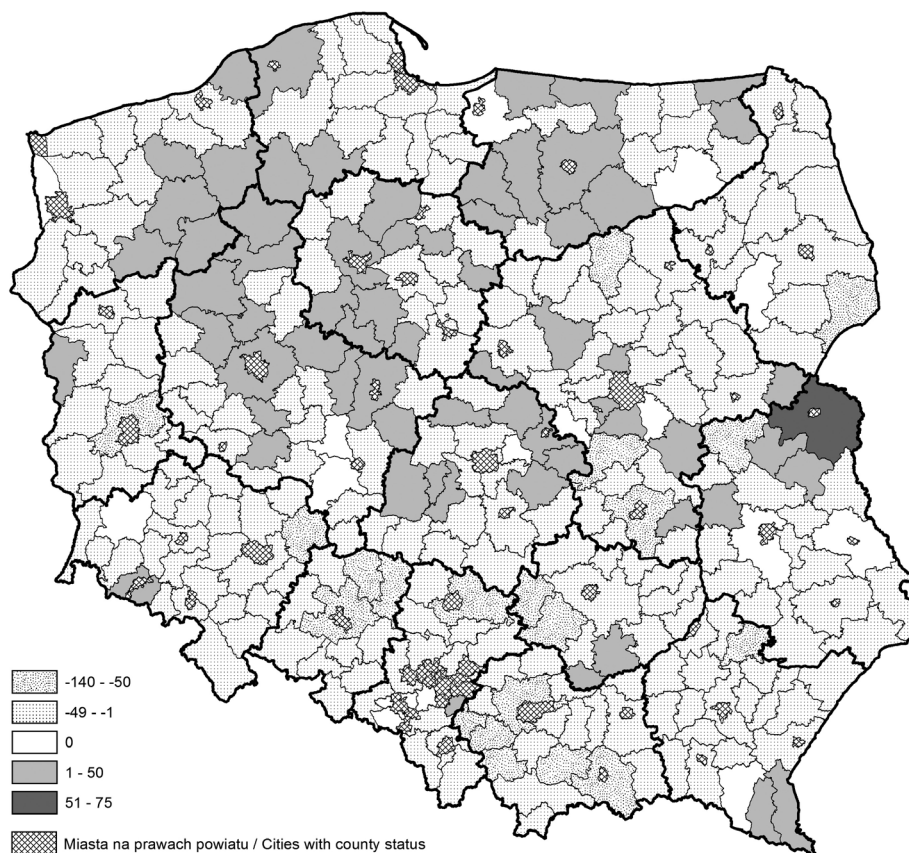 -140 - -50
-49 - -1
0
1 - 50
51 - 75
Miasta na prawach powiatu / Cities with county status